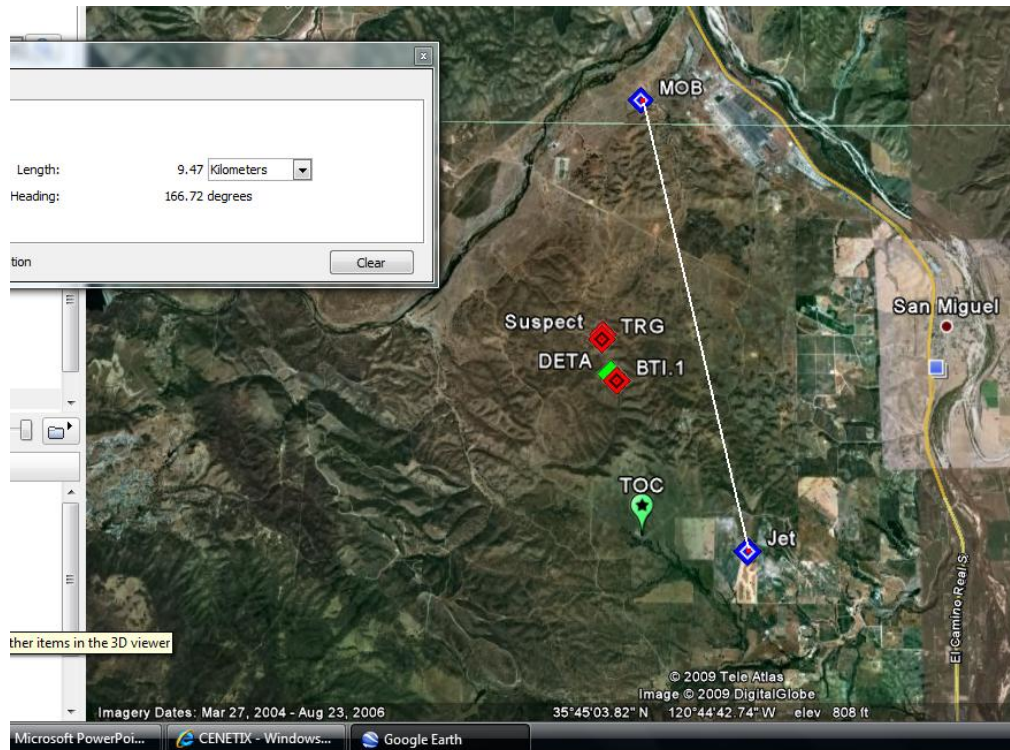 MOB
Length: 9.47 Kilometers
Heading: 166.72 degrees
tion Clear
San Miguel
Suspect TRG
DETA BTI.1
TOC
Jet
El Camino Real S.
ther items in the 3D viewer
© 2009 Tele Atlas
Image © 2009 DigitalGlobe
Imagery Dates: Mar 27, 2004 - Aug 23, 2006 35°45'03.82" N 120°44'42.74" W elev 808 ft
Microsoft PowerPoi... CENETIX - Windows... Google Earth